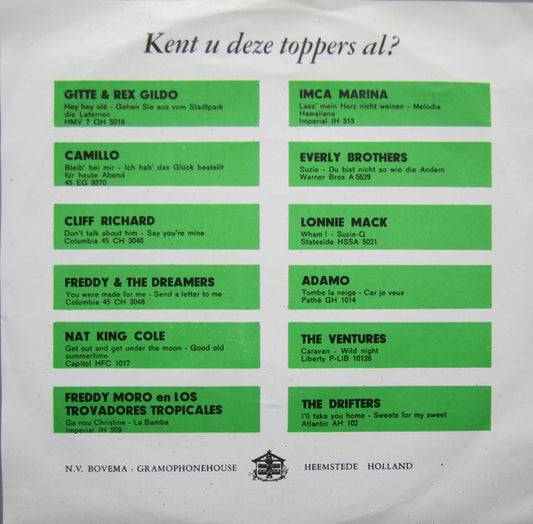 Kent u deze toppers al?
GITTE & REX GILDO
Hey hey olé - Gehen Sie aus vom Stadtpark
die Laternen
HMV 7 QH 5018
CAMILLO
Bleib' bei mir - Ich hab' das Glück bestellt
für heute Abend
45 EG 9370
CLIFF RICHARD
Don't talk about him - Say you're mine
Columbia 45 CH 3040
FREDDY & THE DREAMERS
You were made for me - Send a letter to me
Columbia 45 CH 3048
NAT KING COLE
Get out and get under the moon - Good old
summertime
Capitol HFC 1017
FREDDY MORO en LOS
TROVADORES TROPICALES
Ga nou Christine - La Bamba
Imperial IH 559
IMCA MARINA
Lass' mein Herz nicht weinen - Melodia
Hawaiiana
Imperial IH 513
EVERLY BROTHERS
Suzie - Du bist nicht so wie die Andern
Warner Bros A 5829
LONNIE MACK
Wham! - Suzie-Q
Stateside HSSA 5021
ADAMO
Tombe la neige - Car je veux
Pathé GH 1014
THE VENTURES
Caravan - Wild night
Liberty P-LIB 10126
THE DRIFTERS
I'll take you home - Sweets for my sweet
Atlantic AH 102
N.V. BOVEMA - GRAMOPHONEHOUSE HEEMSTEDE HOLLAND